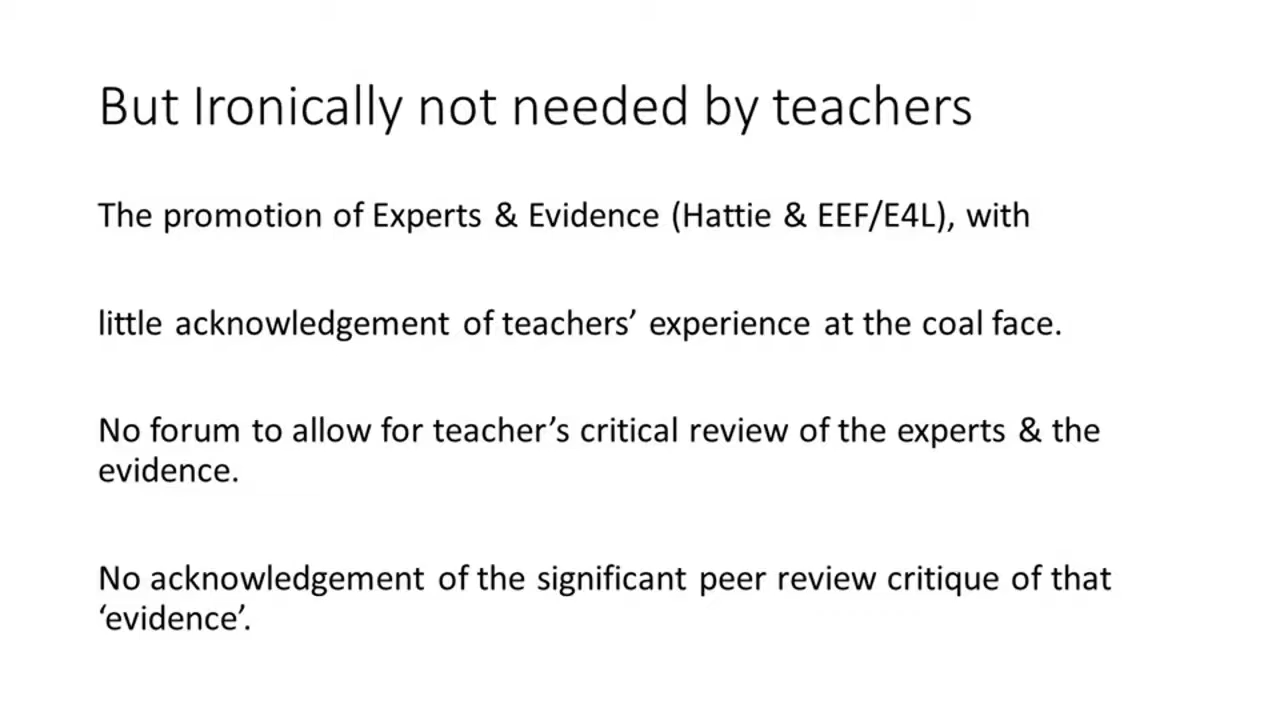 But Ironically not needed by teachers
The promotion of Experts & Evidence (Hattie & EEF/E4L), with
little acknowledgement of teachers’ experience at the coal face.
No forum to allow for teacher’s critical review of the experts & the
evidence.
No acknowledgement of the significant peer review critique of that
‘evidence’.